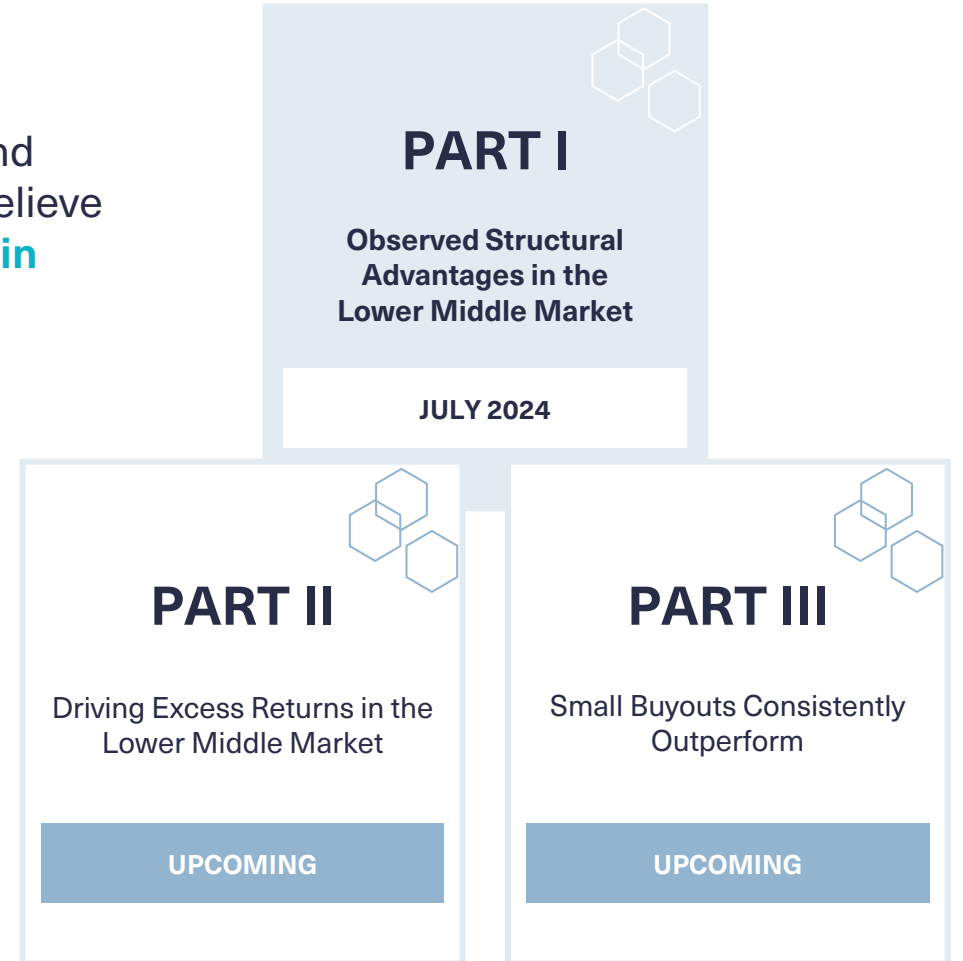 elieve
in
PART I
Observed Structural
Advantages in the
Lower Middle Market
JULY 2024
PART II
Driving Excess Returns in the
Lower Middle Market
UPCOMING
PART III
Small Buyouts Consistently
Outperform
UPCOMING